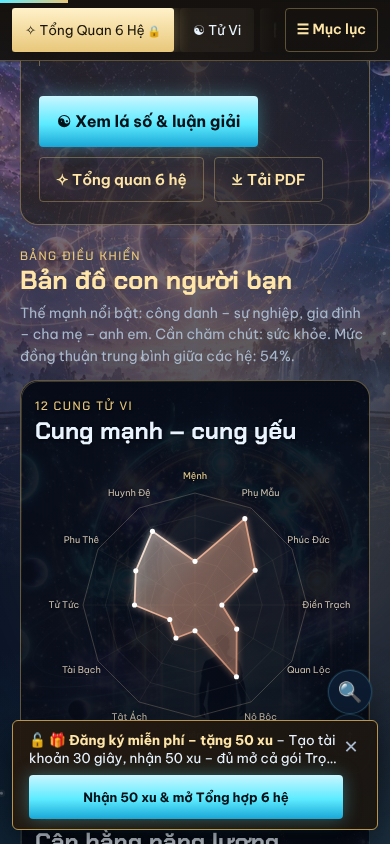 ✧ Tổng Quan 6 Hệ 🔒
☯ Tử Vi
☰ Mục lục
☯ Xem lá số & luận giải
✧ Tổng quan 6 hệ
Tải PDF
BẢNG ĐIỀU KHIỂN
Bản đồ con người bạn
Thế mạnh nổi bật: công danh – sự nghiệp, gia đình
– cha mẹ – anh em. Cần chăm chút: sức khỏe. Mức
đồng thuận trung bình giữa các hệ: 54%.
12 CUNG TỬ VI
Cung mạnh — cung yếu
Mệnh
Huynh Đệ
Phụ Mẫu
Phu Thê
Phúc Đức
Tử Tức
Điền Trạch
Tài Bạch
Quan Lộc
Tật Ách
Nô Bộc
🔓 🎁 Đăng ký miễn phí – tặng 50 xu – Tạo tài
khoản 30 giây, nhận 50 xu – đủ mở cả gói Trọ...
✕
Nhận 50 xu & mở Tổng hợp 6 hệ
Cân bằng năng lượng